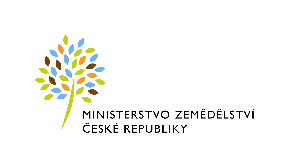 MINISTERSTVO ZEMĚDĚLSTVÍ
ČESKÉ REPUBLIKY